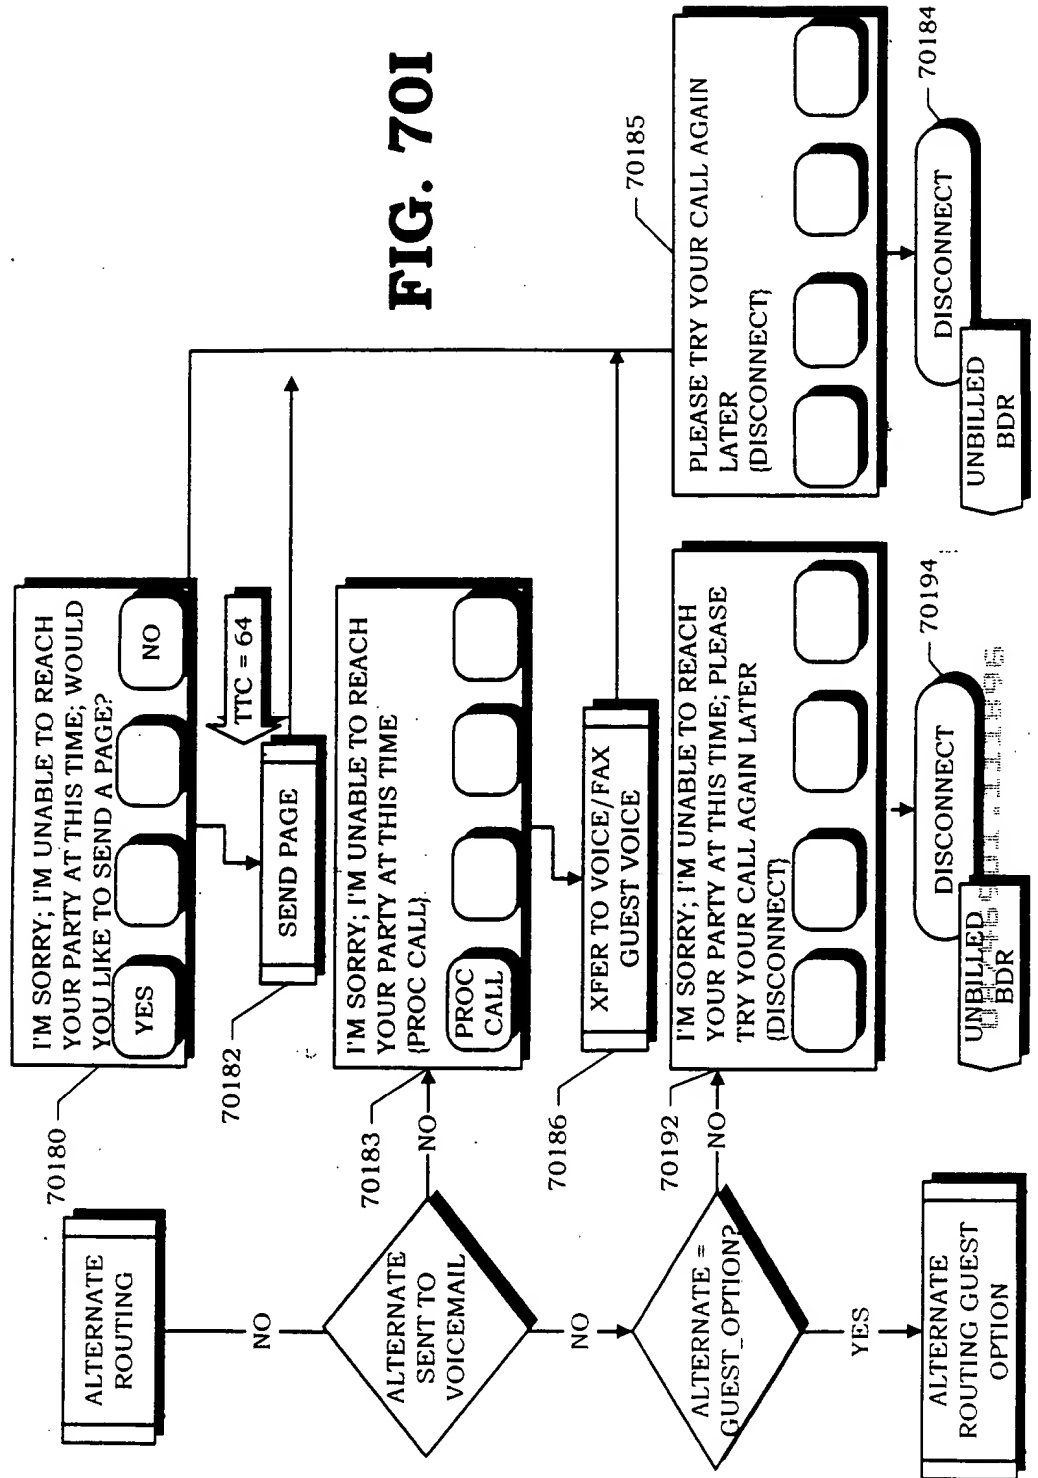 FIG. 70I
ALTERNATE
ROUTING
NO
ALTERNATE
SENT TO
VOICEMAIL
NO
NO
ALTERNATE =
GUEST_OPTION?
NO
YES
ALTERNATE
ROUTING GUEST
OPTION
70180
I'M SORY; I'M UNABLE TO REACH
YOUR PARTY AT THIS TIME; WOULD
YOU LIKE TO SEND A PAGE?
YES
NO
70182
SEND PAGE
TTC = 64
70183
I'M SORRY; I'M UNABLE TO REACH
YOUR PARTY AT THIS TIME
{PROC CALL}
PROC
CALL
70186
XFER TO VOICE/FAX
GUEST VOICE
70192
I'M SORRY; I'M UNABLE TO REACH
YOUR PARTY AT THIS TIME; PLEASE
TRY YOUR CALL AGAIN LATER
{DISCONNECT}
DISCONNECT
70194
UNBILLED
BDR
70185
PLEASE TRY YOUR CALL AGAIN
LATER
{DISCONNECT}
DISCONNECT
70184
UNBILLED
BDR